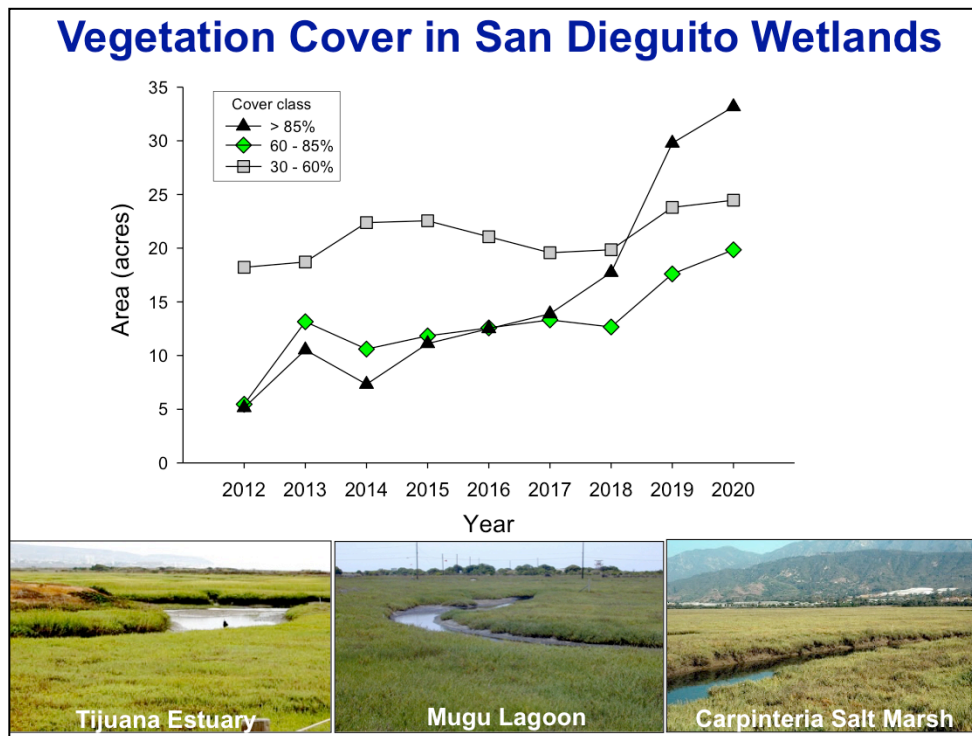 Vegetation Cover in San Dieguito Wetlands
35
30
25
20
15
10
5
0
Area (acres)
Cover class
> 85%
60 - 85%
30 - 60%
2012 2013 2014 2015 2016 2017 2018 2019 2020
Year
Tijuana Estuary
Mugu Lagoon
Carpinteria Salt Marsh